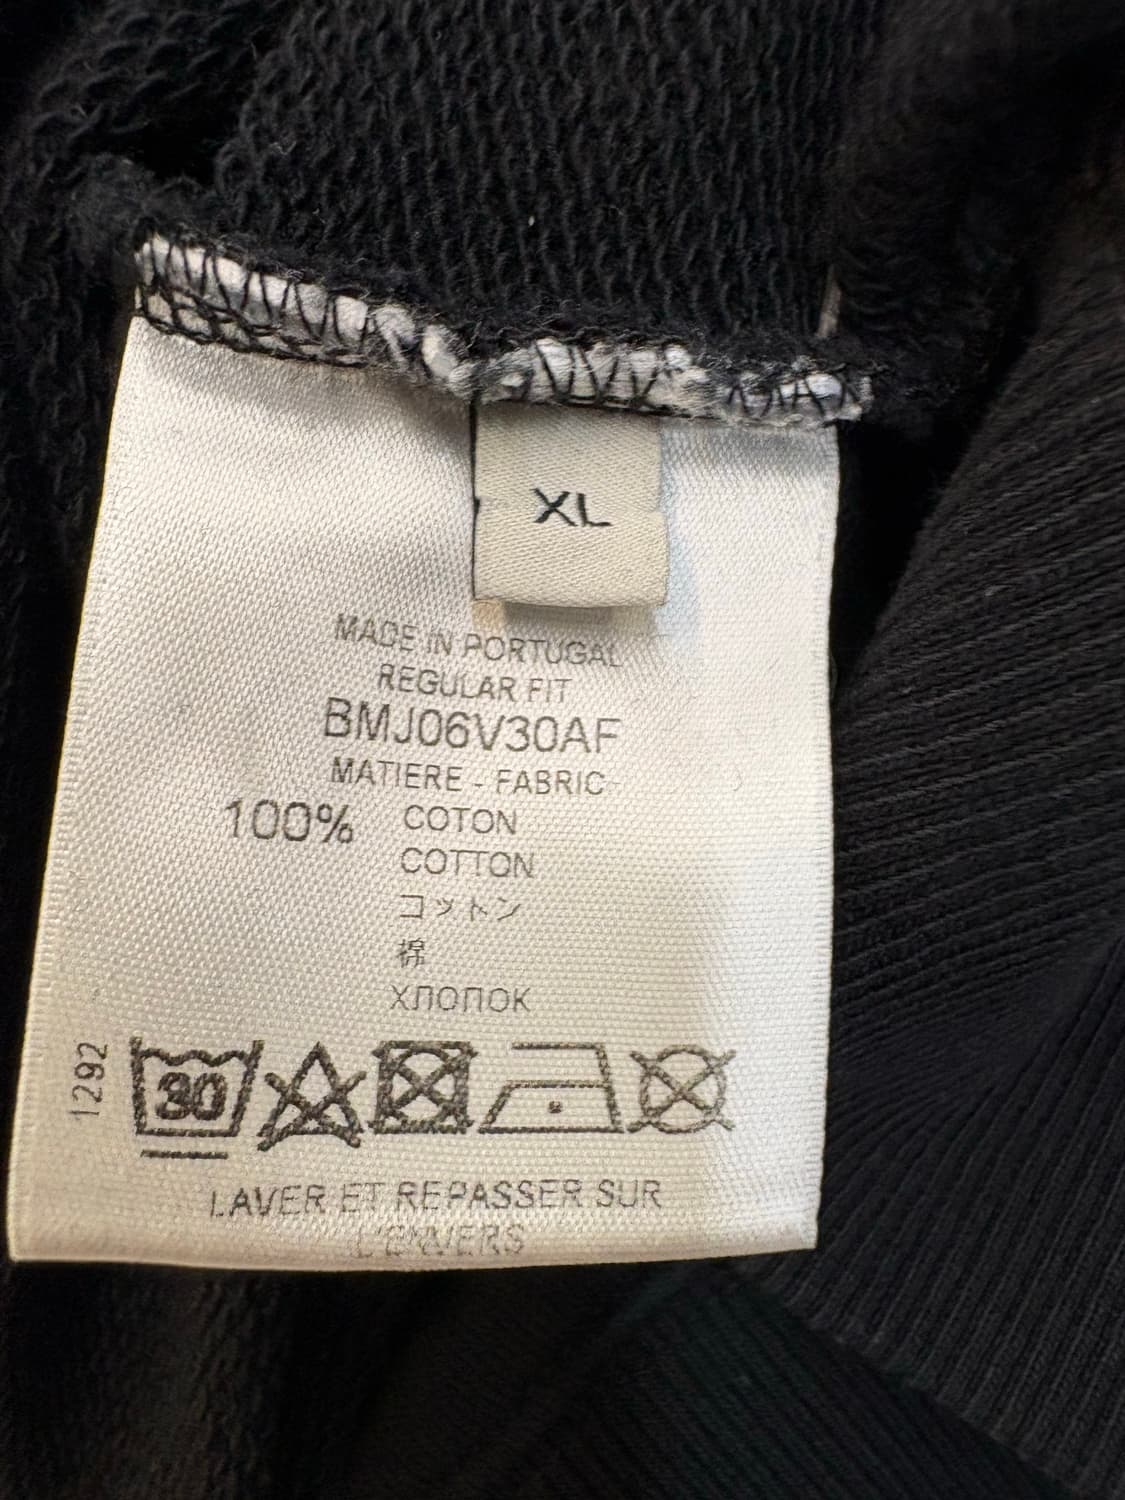 XL
MADE IN PORTUGAL
REGULAR FIT
BMJ06V30AF
MATIERE - FABRIC
100% COTON
COTTON
コットン
棉
ХЛОПОК
1292
30
LAVER ET REPASSER SUR
L'ENVERS